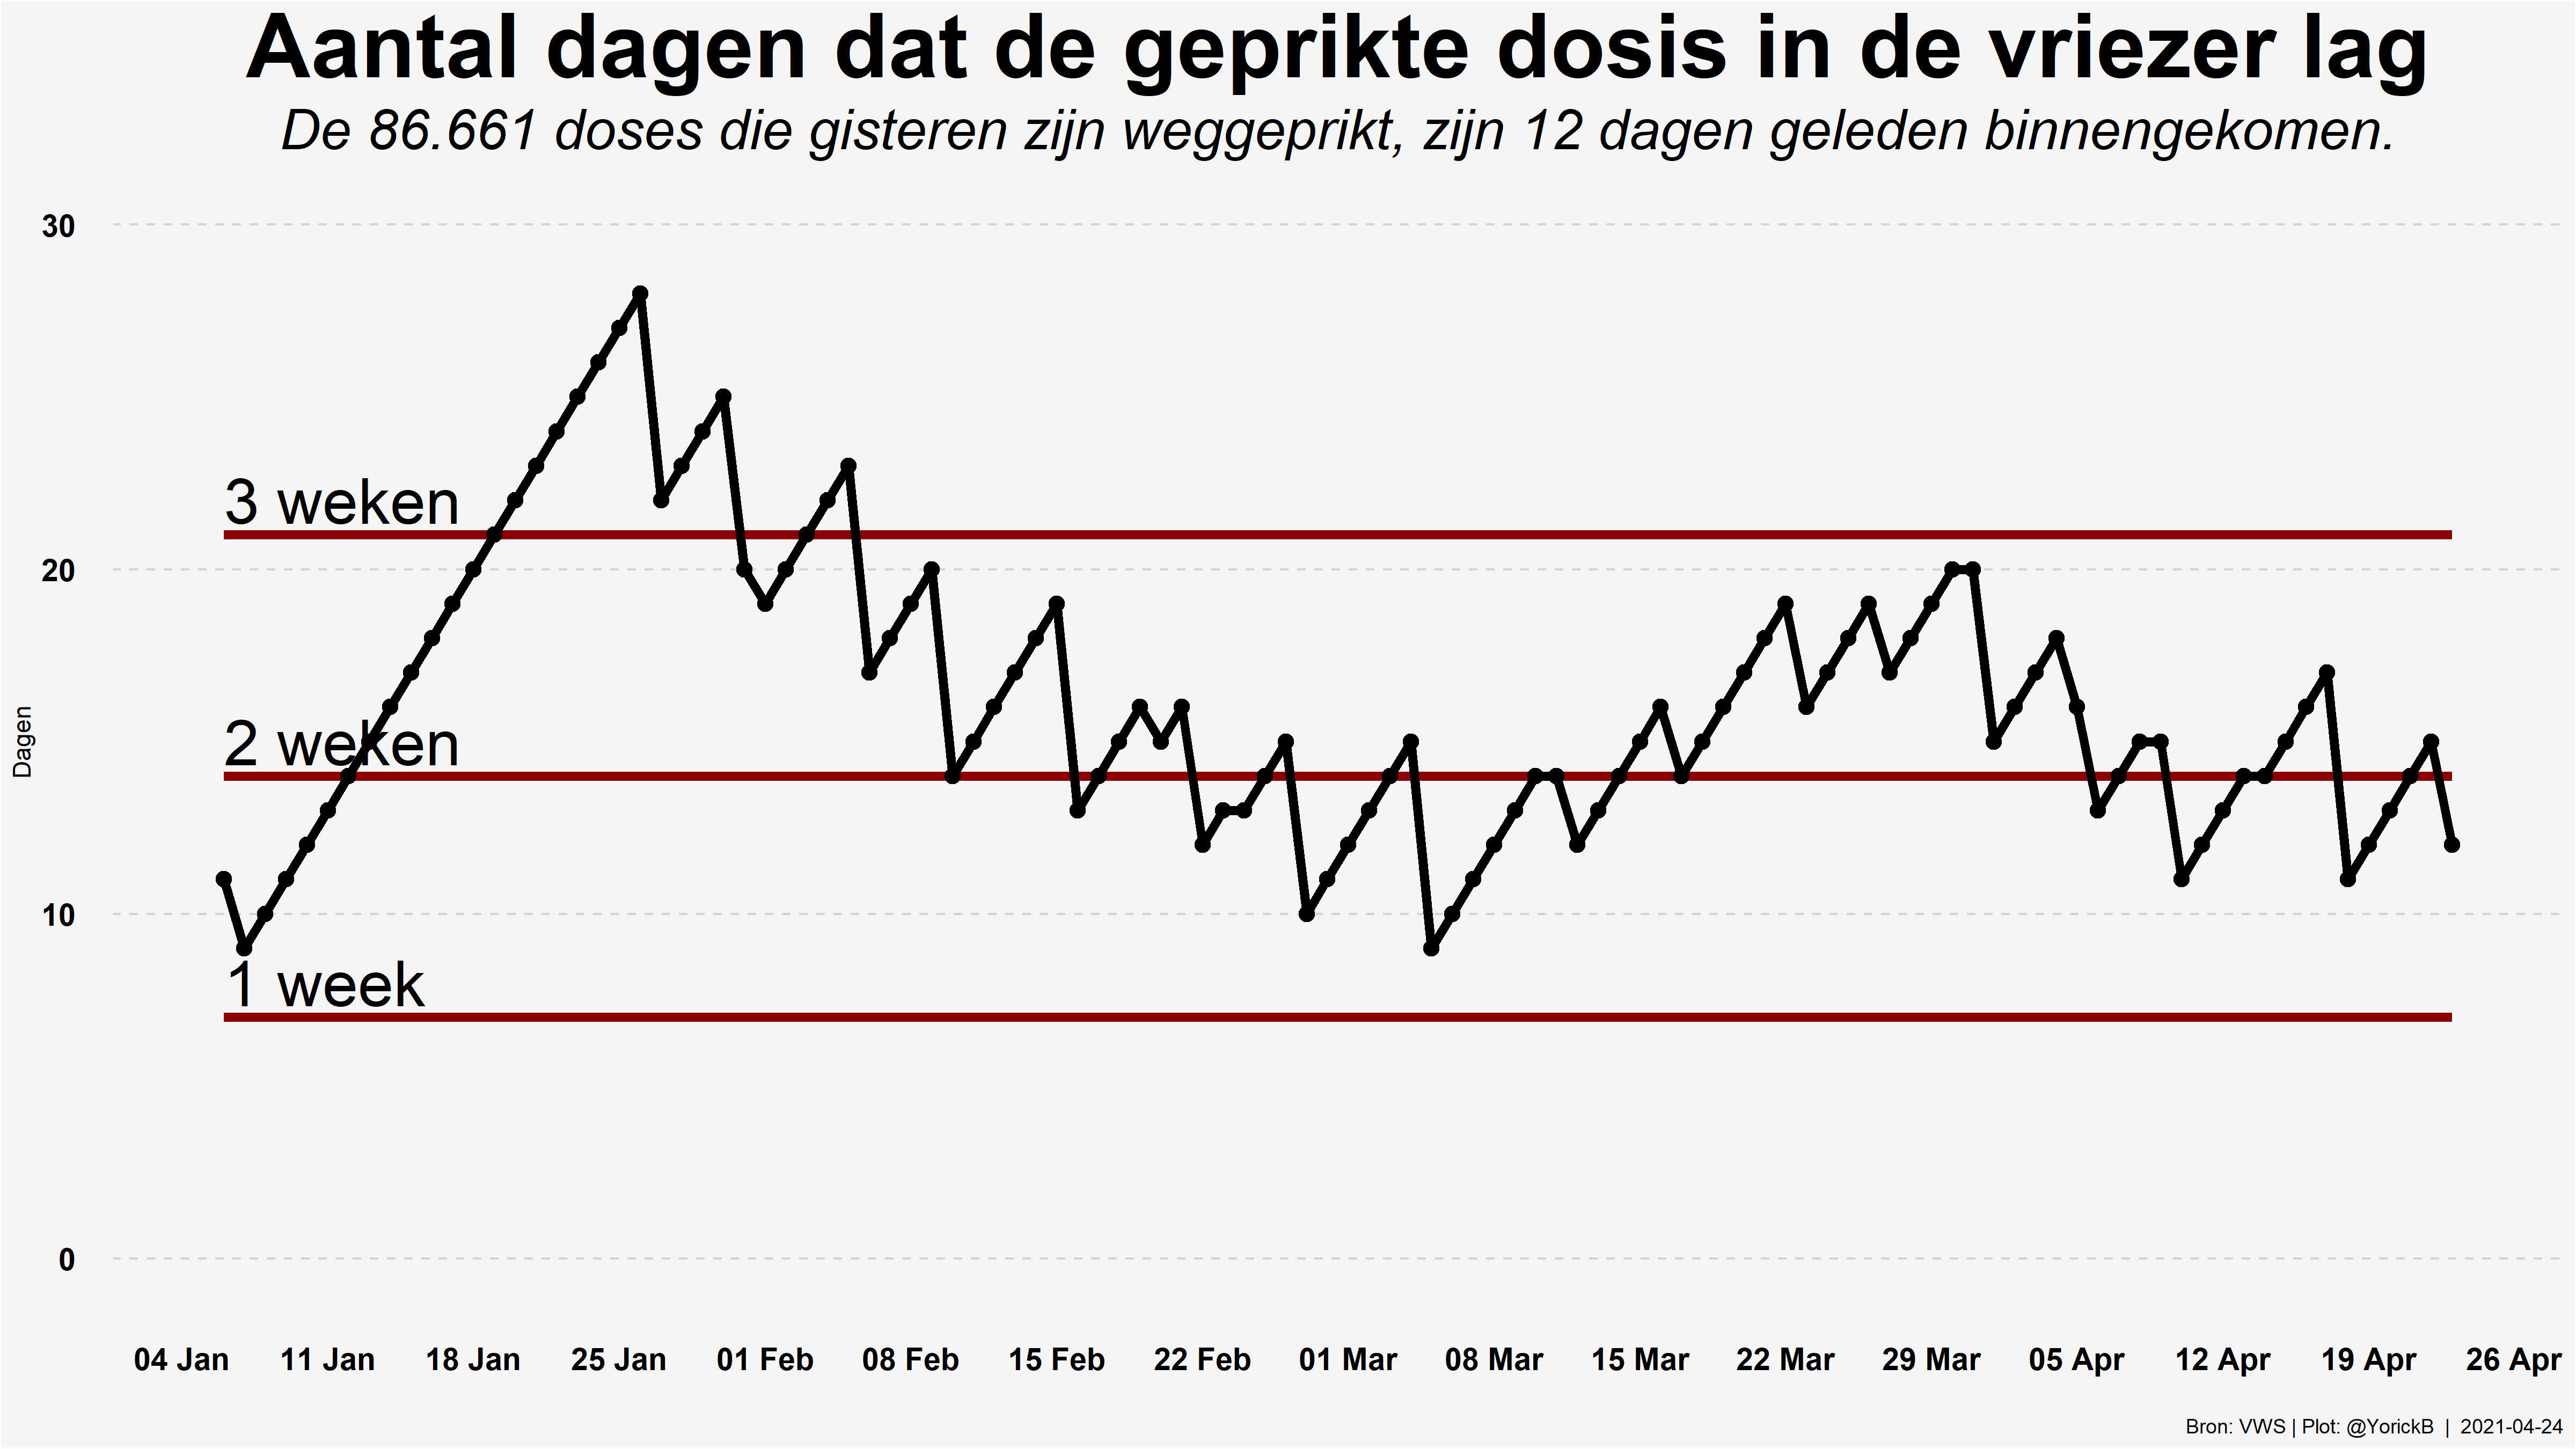 Aantal dagen dat de geprikte dosis in de vriezer lag
De 86.661 doses die gisteren zijn weggeprikt, zijn 12 dagen geleden binnengekomen.
30
3 weken
20
2 weken
Dagen
10
1 week
0
04 Jan 11 Jan 18 Jan 25 Jan 01 Feb 08 Feb 15 Feb 22 Feb 01 Mar 08 Mar 15 Mar 22 Mar 29 Mar 05 Apr 12 Apr 19 Apr 26 Apr
Bron: VWS | Plot: @YorickB | 2021-04-24